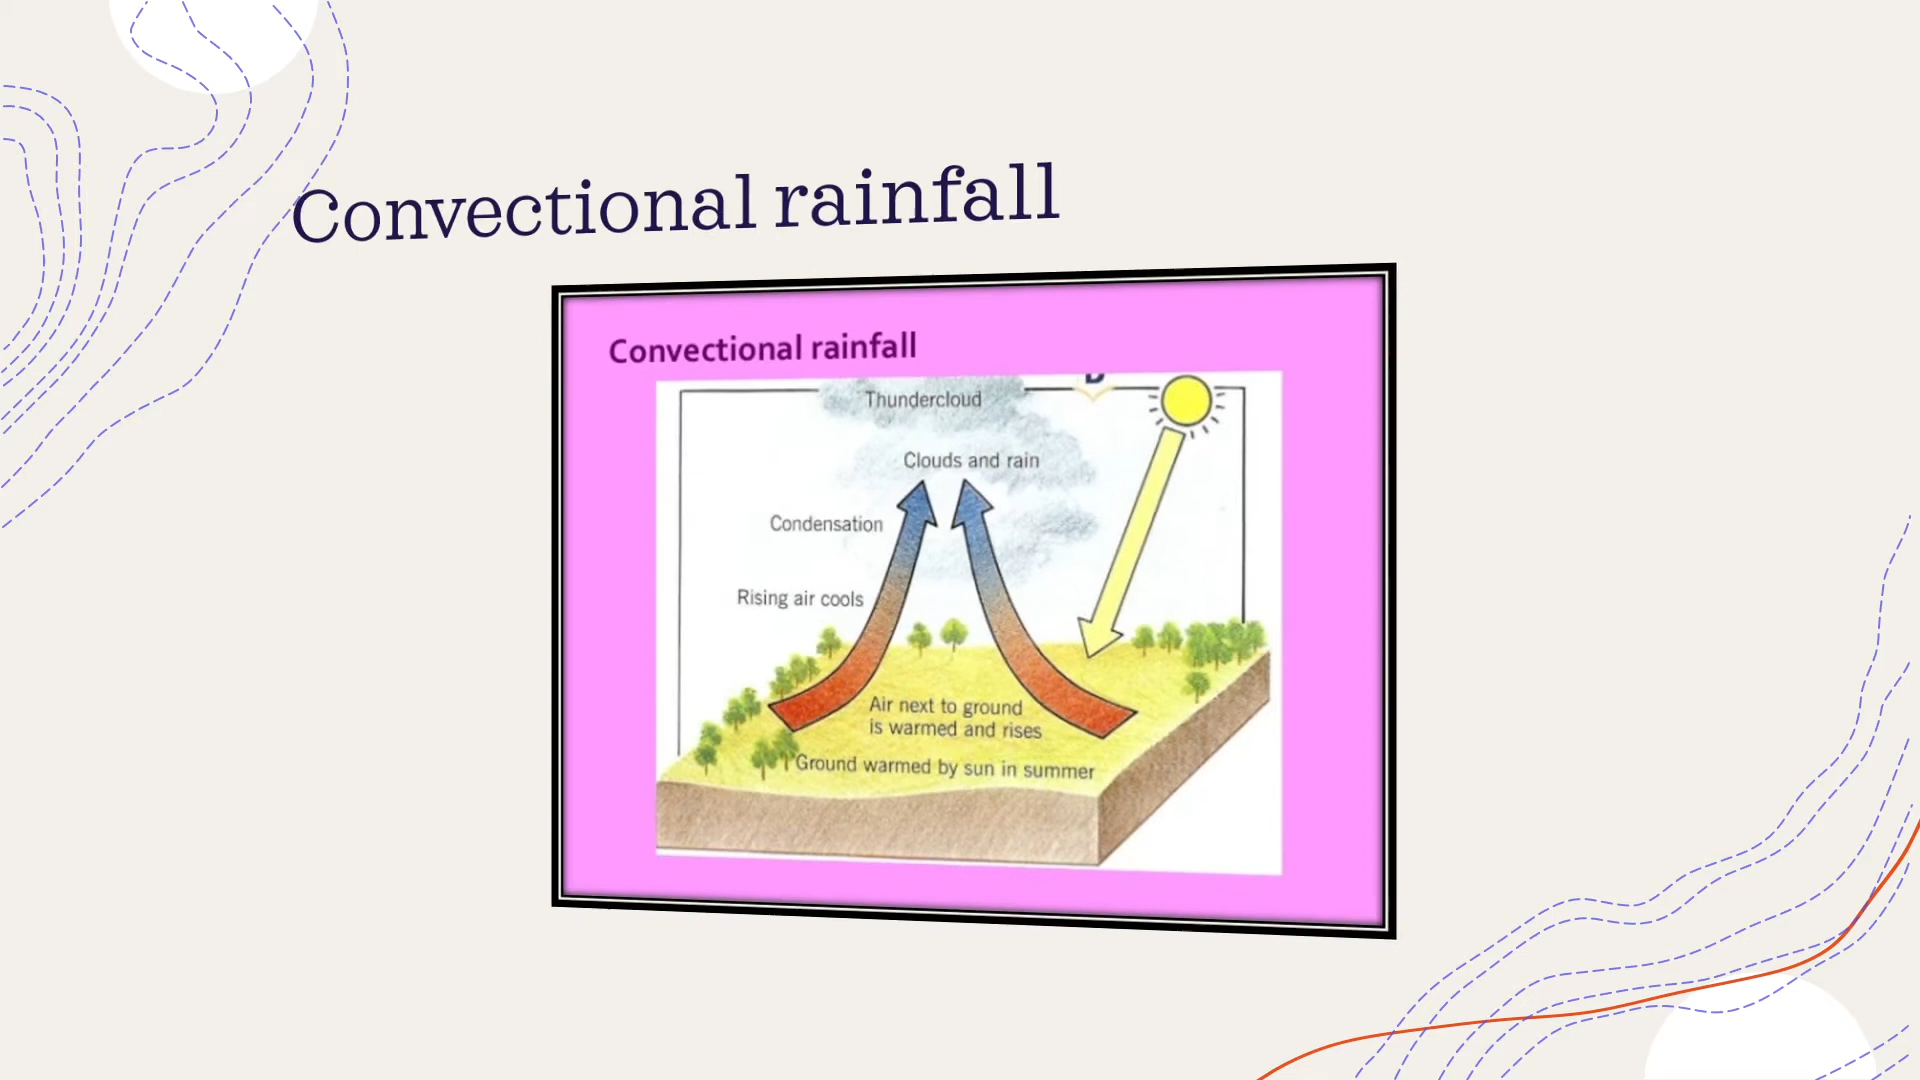 Convectional rainfall
Convectional rainfall
Thundercloud
Clouds and rain
Condensation
Rising air cools
Air next to ground
is warmed and rises
Ground warmed by sun in summer